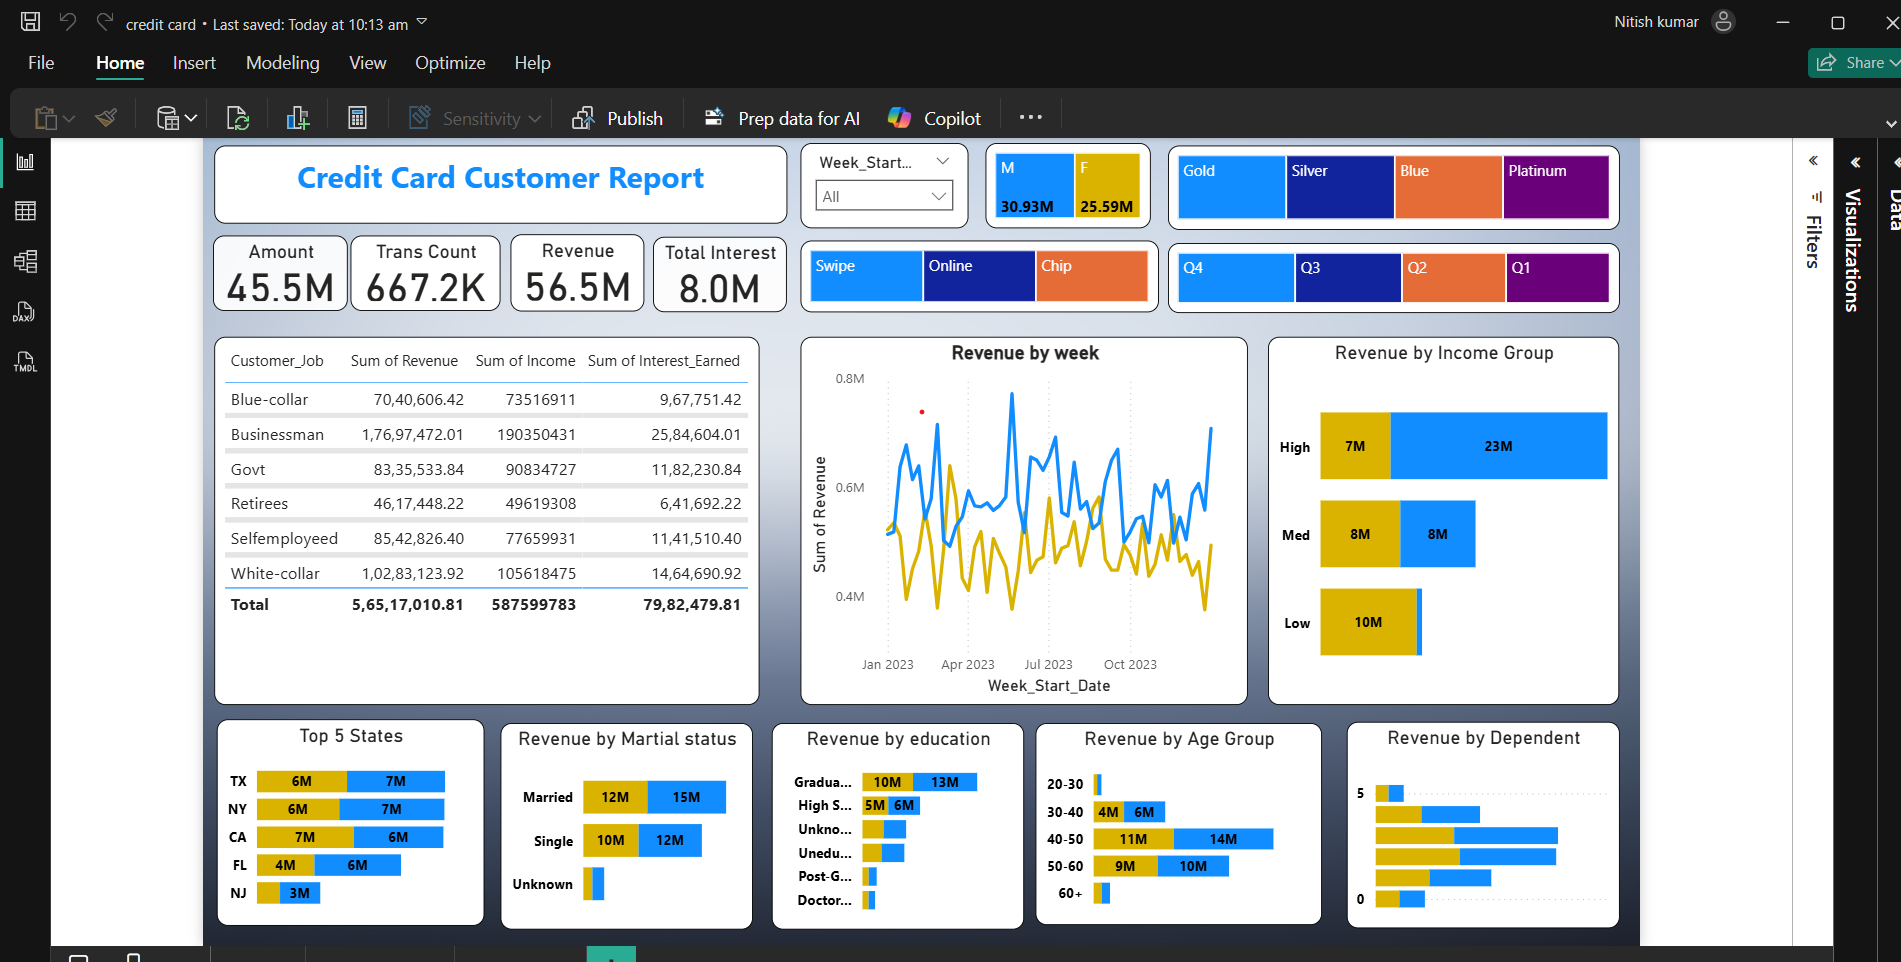 credit card • Last saved: Today at 10:13 am
Nitish kumar
File Home Insert Modeling View Optimize Help
Share
Sensitivity
Publish
Prep data for AI
Copilot
DAX
TMDL
Credit Card Customer Report
Week_Start...
All
M
30.93M
F
25.59M
Gold
Silver
Blue
Platinum
Amount
45.5M
Trans Count
667.2K
Revenue
56.5M
Total Interest
8.0M
Swipe
Online
Chip
Q4
Q3
Q2
Q1
Customer_Job Sum of Revenue Sum of Income Sum of Interest_Earned
Blue-collar 70,40,606.42 73516911 9,67,751.42
Businessman 1,76,97,472.01 190350431 25,84,604.01
Govt 83,35,533.84 90834727 11,82,230.84
Retirees 46,17,448.22 49619308 6,41,692.22
Selfemployeed 85,42,826.40 77659931 11,41,510.40
White-collar 1,02,83,123.92 105618475 14,64,690.92
Total 5,65,17,010.81 587599783 79,82,479.81
Revenue by week
Sum of Revenue
0.8M
0.6M
0.4M
Jan 2023 Apr 2023 Jul 2023 Oct 2023
Week_Start_Date
Revenue by Income Group
High 7M 23M
Med 8M 8M
Low 10M
Top 5 States
TX 6M 7M
NY 6M 7M
CA 7M 6M
FL 4M 6M
NJ 3M
Revenue by Martial status
Married 12M 15M
Single 10M 12M
Unknown
Revenue by education
Gradua... 10M 13M
High S... 5M 6M
Unkno...
Unedu...
Post-G...
Doctor...
Revenue by Age Group
20-30
30-40 4M 6M
40-50 11M 14M
50-60 9M 10M
60+
Revenue by Dependent
5
0
Filters
Visualizations
Data